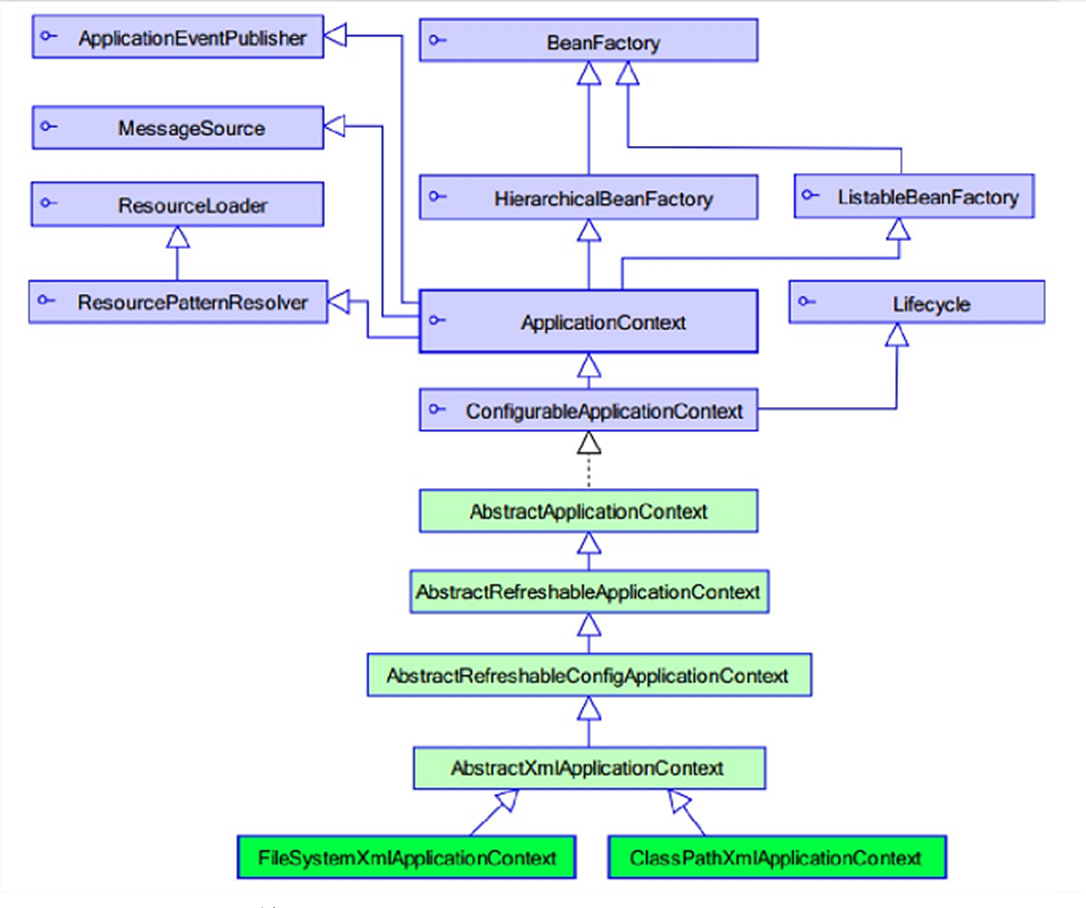 ApplicationEventPublisher
BeanFactory
MessageSource
ResourceLoader
HierarchicalBeanFactory
ListableBeanFactory
ResourcePatternResolver
ApplicationContext
Lifecycle
ConfigurableApplicationContext
AbstractApplicationContext
AbstractRefreshableApplicationContext
AbstractRefreshableConfigApplicationContext
AbstractXmlApplicationContext
FileSystemXmlApplicationContext
ClassPathXmlApplicationContext